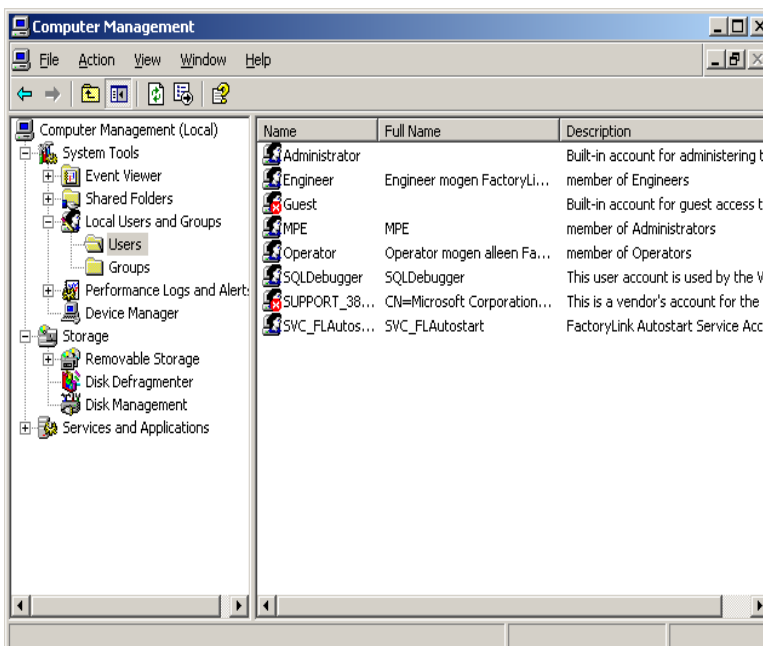 Computer Management
File Action View Window Help
Computer Management (Local)
System Tools
Event Viewer
Shared Folders
Local Users and Groups
Users
Groups
Performance Logs and Alert:
Device Manager
Storage
Removable Storage
Disk Defragmenter
Disk Management
Services and Applications
Name Full Name Description
Administrator Built-in account for administering t
Engineer Engineer mogen FactoryLi... member of Engineers
Guest Built-in account for guest access t
MPE MPE member of Administrators
Operator Operator mogen alleen Fa... member of Operators
SQLDebugger SQLDebugger This user account is used by the V
SUPPORT_38... CN=Microsoft Corporation... This is a vendor's account for the
SVC_FLAutos... SVC_FLAutostart FactoryLink Autostart Service Acc